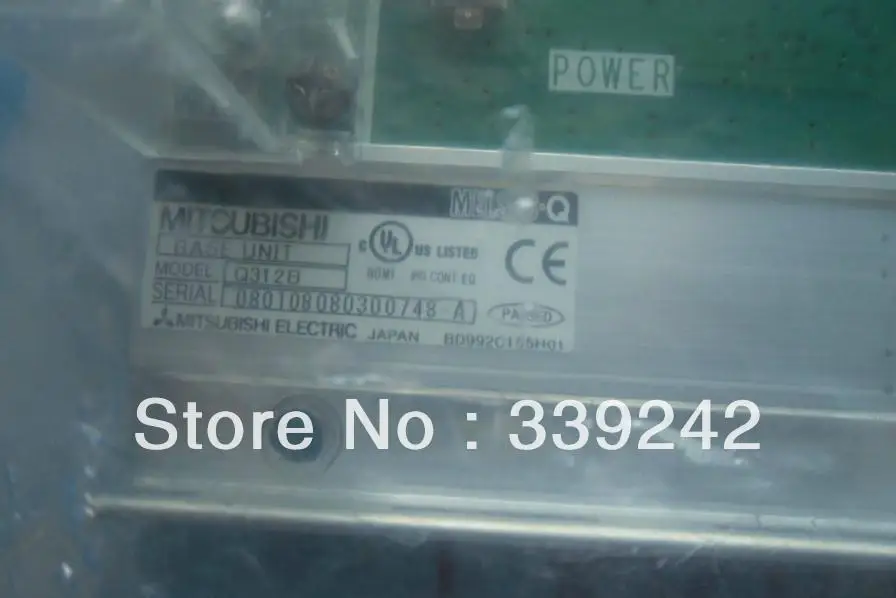 POWER
MITSUBISHI
BASE UNIT
C UL US LISTED
CE
MODEL Q312B
SERIAL 080108080300748 A
PASSED
MITSUBISHI ELECTRIC JAPAN BD992C155H01
Store No : 339242